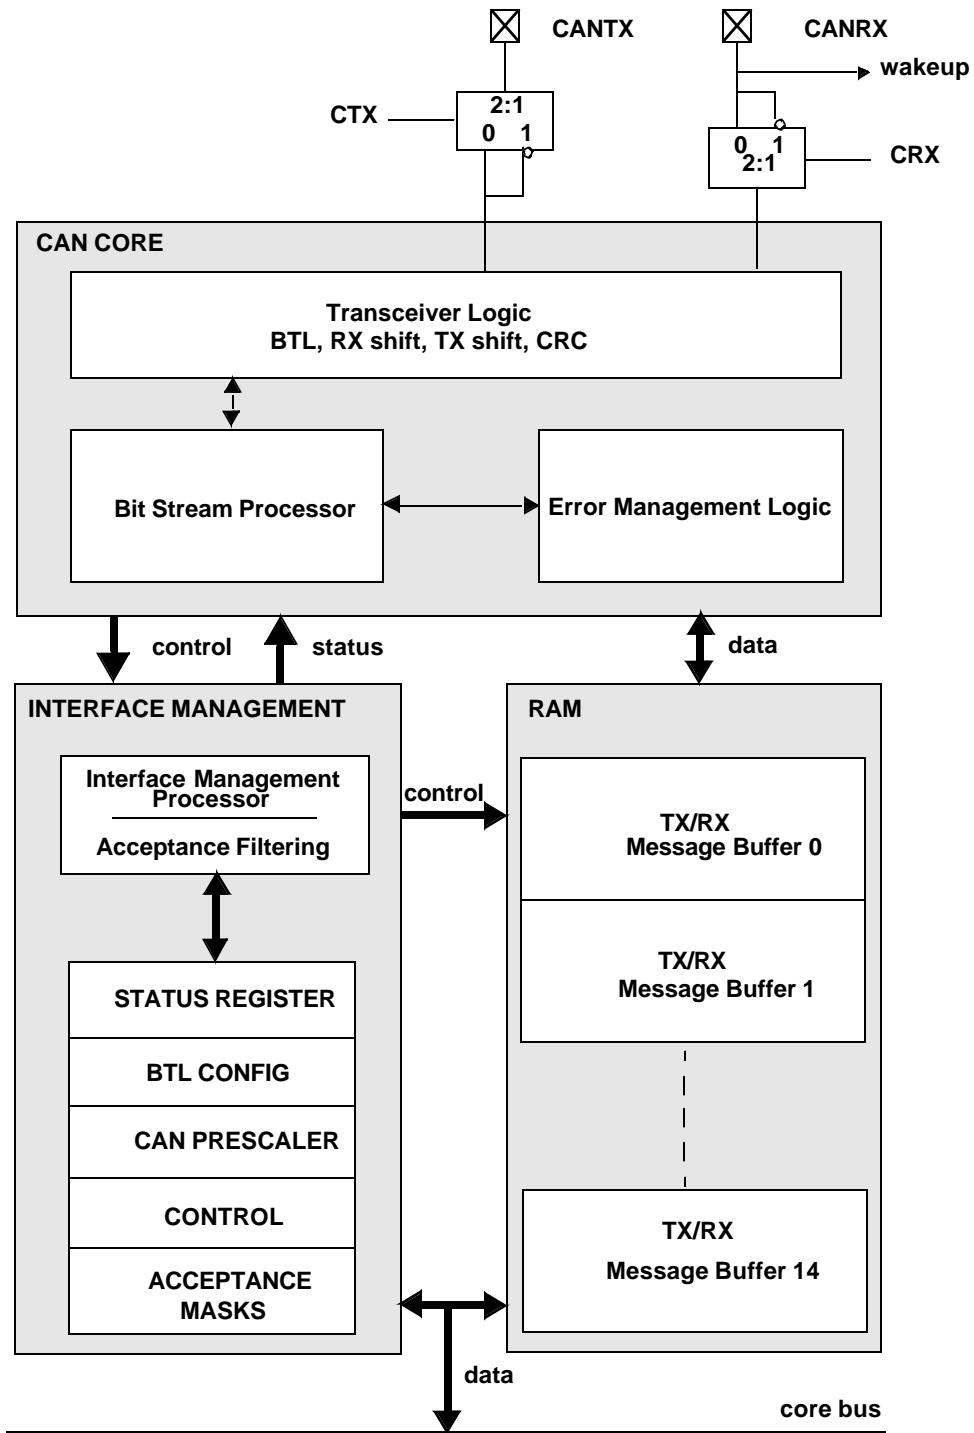 CANTX
CANRX
wakeup
CTX
2:1
0 1
0 1
2:1
CRX
CAN CORE
Transceiver Logic
BTL, RX shift, TX shift, CRC
Bit Stream Processor
Error Management Logic
control
status
data
INTERFACE MANAGEMENT
Interface Management
Processor
Acceptance Filtering
control
STATUS REGISTER
BTL CONFIG
CAN PRESCALER
CONTROL
ACCEPTANCE
MASKS
RAM
TX/RX
Message Buffer 0
TX/RX
Message Buffer 1
TX/RX
Message Buffer 14
data
core bus